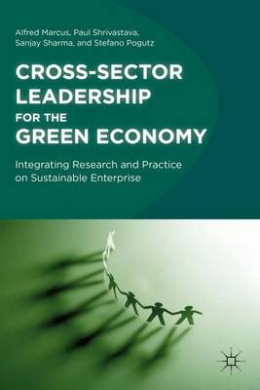 Alfred Marcus, Paul Shrivastava,
Sanjay Sharma, and Stefano Pogutz
CROSS-SECTOR
LEADERSHIP
FOR THE
GREEN ECONOMY
Integrating Research and Practice
on Sustainable Enterprise